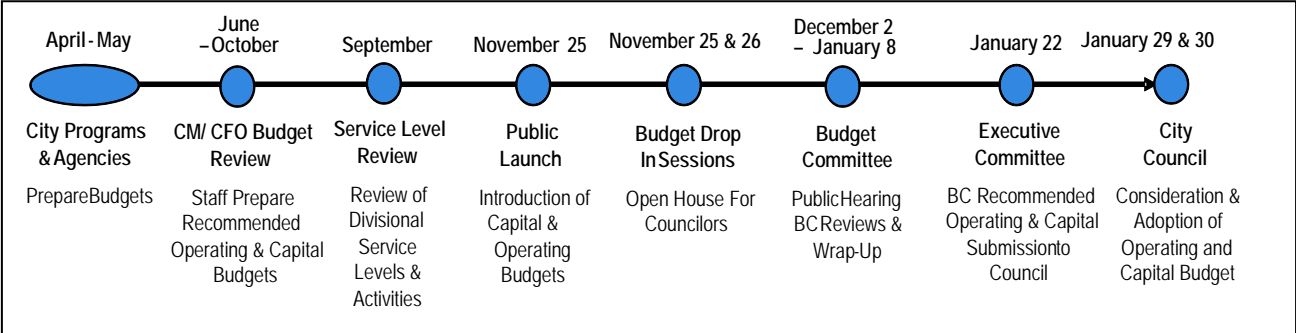 April - May
City Programs
& Agencies
PrepareBudgets
June
–October
CM/ CFO Budget
Review
Staff Prepare
Recommended
Operating & Capital
Budgets
September
Service Level
Review
Review of
Divisional
Service
Levels &
Activities
November 25
Public
Launch
Introduction of
Capital &
Operating
Budgets
November 25 & 26
Budget Drop
In Sessions
Open House For
Councilors
December 2
– January 8
Budget
Committee
PublicHearing
BC Reviews &
Wrap-Up
January 22
Executive
Committee
BC Recommended
Operating & Capital
Submissionto
Council
January 29 & 30
City
Council
Consideration &
Adoption of
Operating and
Capital Budget